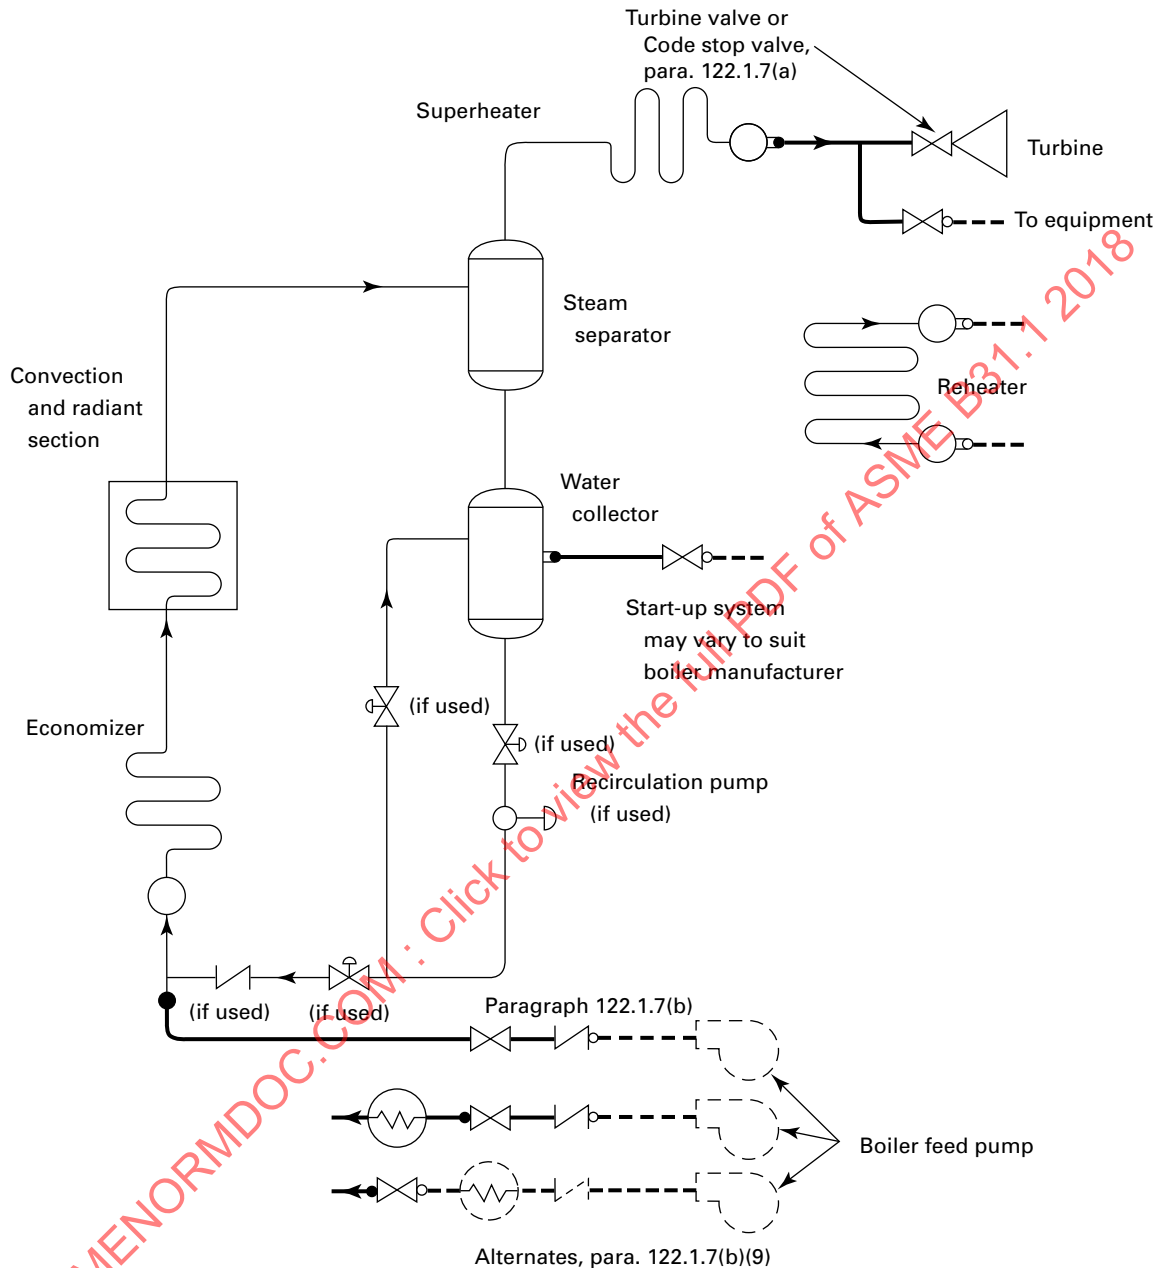 Turbine valve or
Code stop valve,
para. 122.1.7(a)
Superheater
Turbine
To equipment
Steam
separator
Convection
and radiant
section
Reheater
Water
collector
Start-up system
may vary to suit
boiler manufacturer
(if used)
Economizer
(if used)
Recirculation pump
(if used)
(if used)
(if used)
Paragraph 122.1.7(b)
Boiler feed pump
Alternates, para. 122.1.7(b)(9)
MENORMDOC.COM : Click to view the full PDF of ASME B31.1 2018